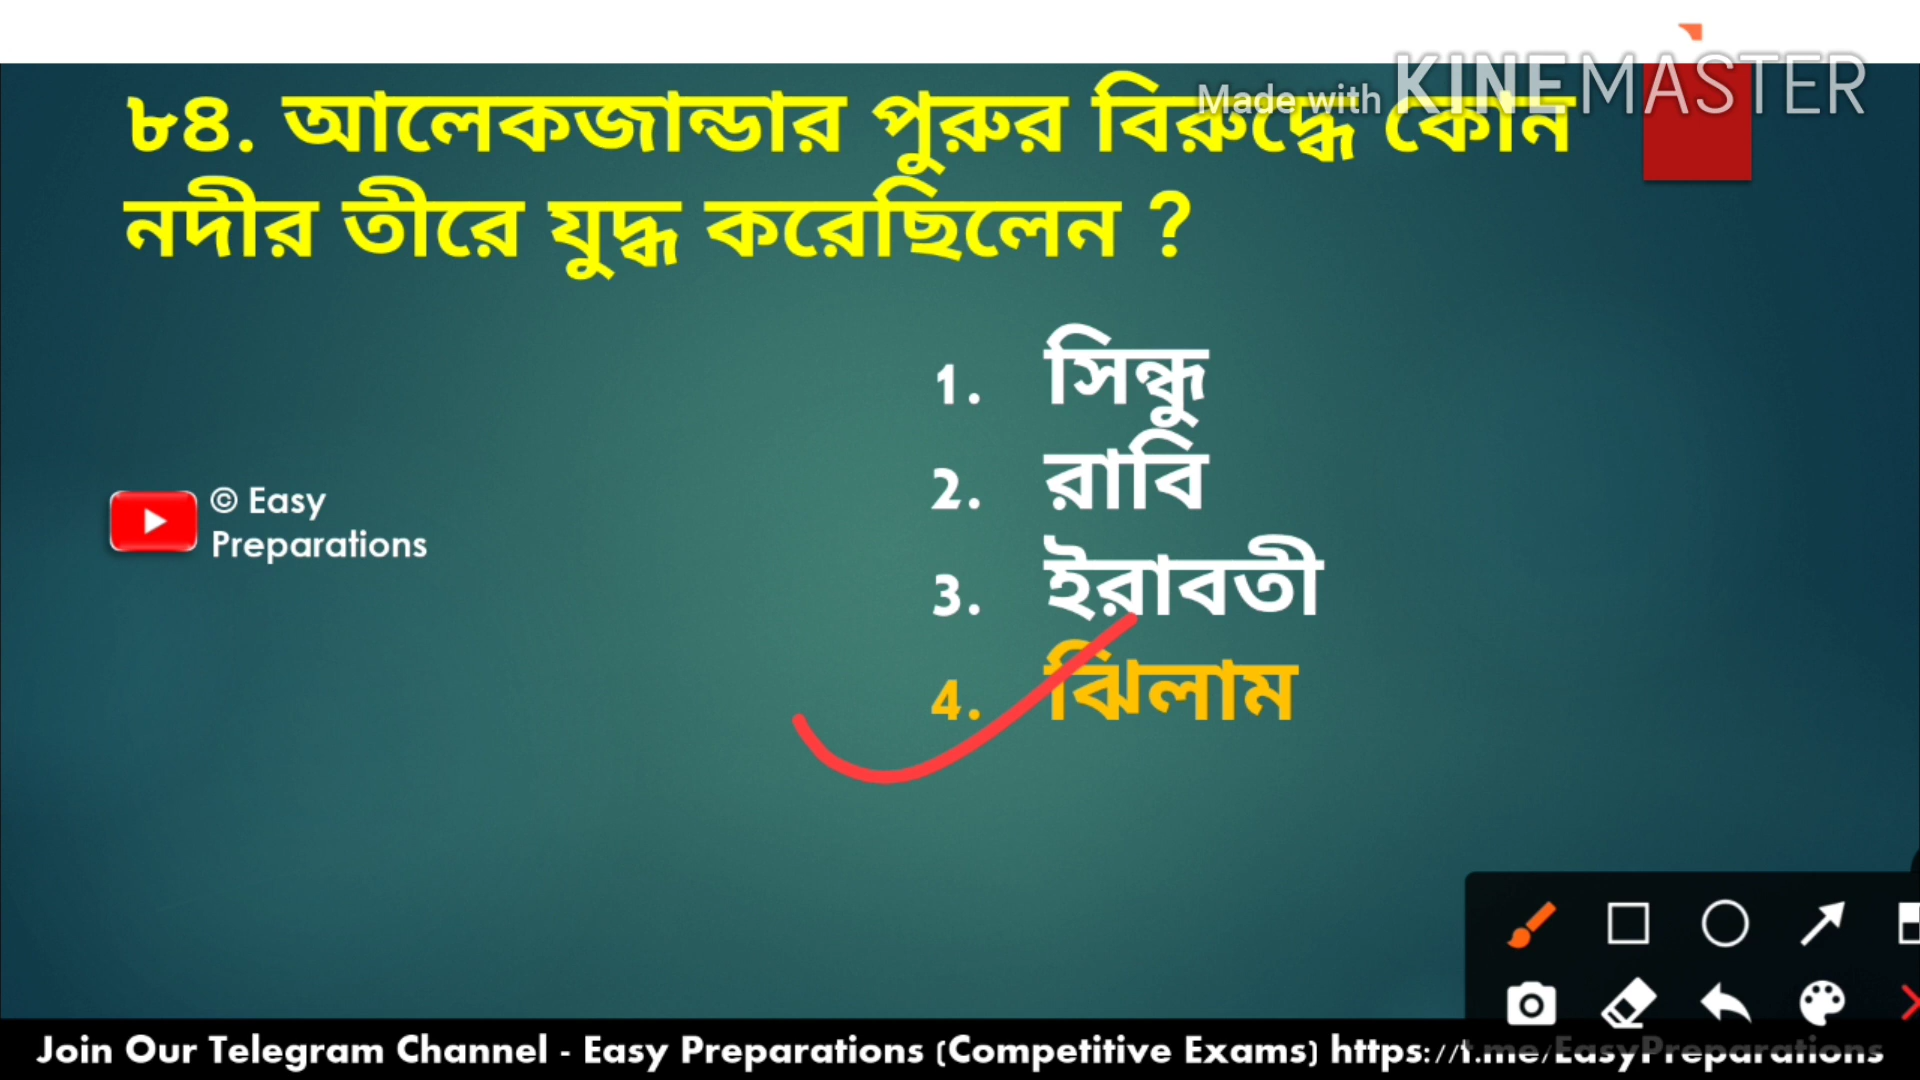 Made with KINEMASTER
৮৪. আলেকজান্ডার পুরুর বিরুদ্ধে কোন
নদীর তীরে যুদ্ধ করেছিলেন ?
1. সিন্ধু
2. রাবি
3. ইরাবতী
4. ঝিলাম
© Easy
Preparations
Join Our Telegram Channel - Easy Preparations (Competitive Exams) https://t.me/EasyPreparations